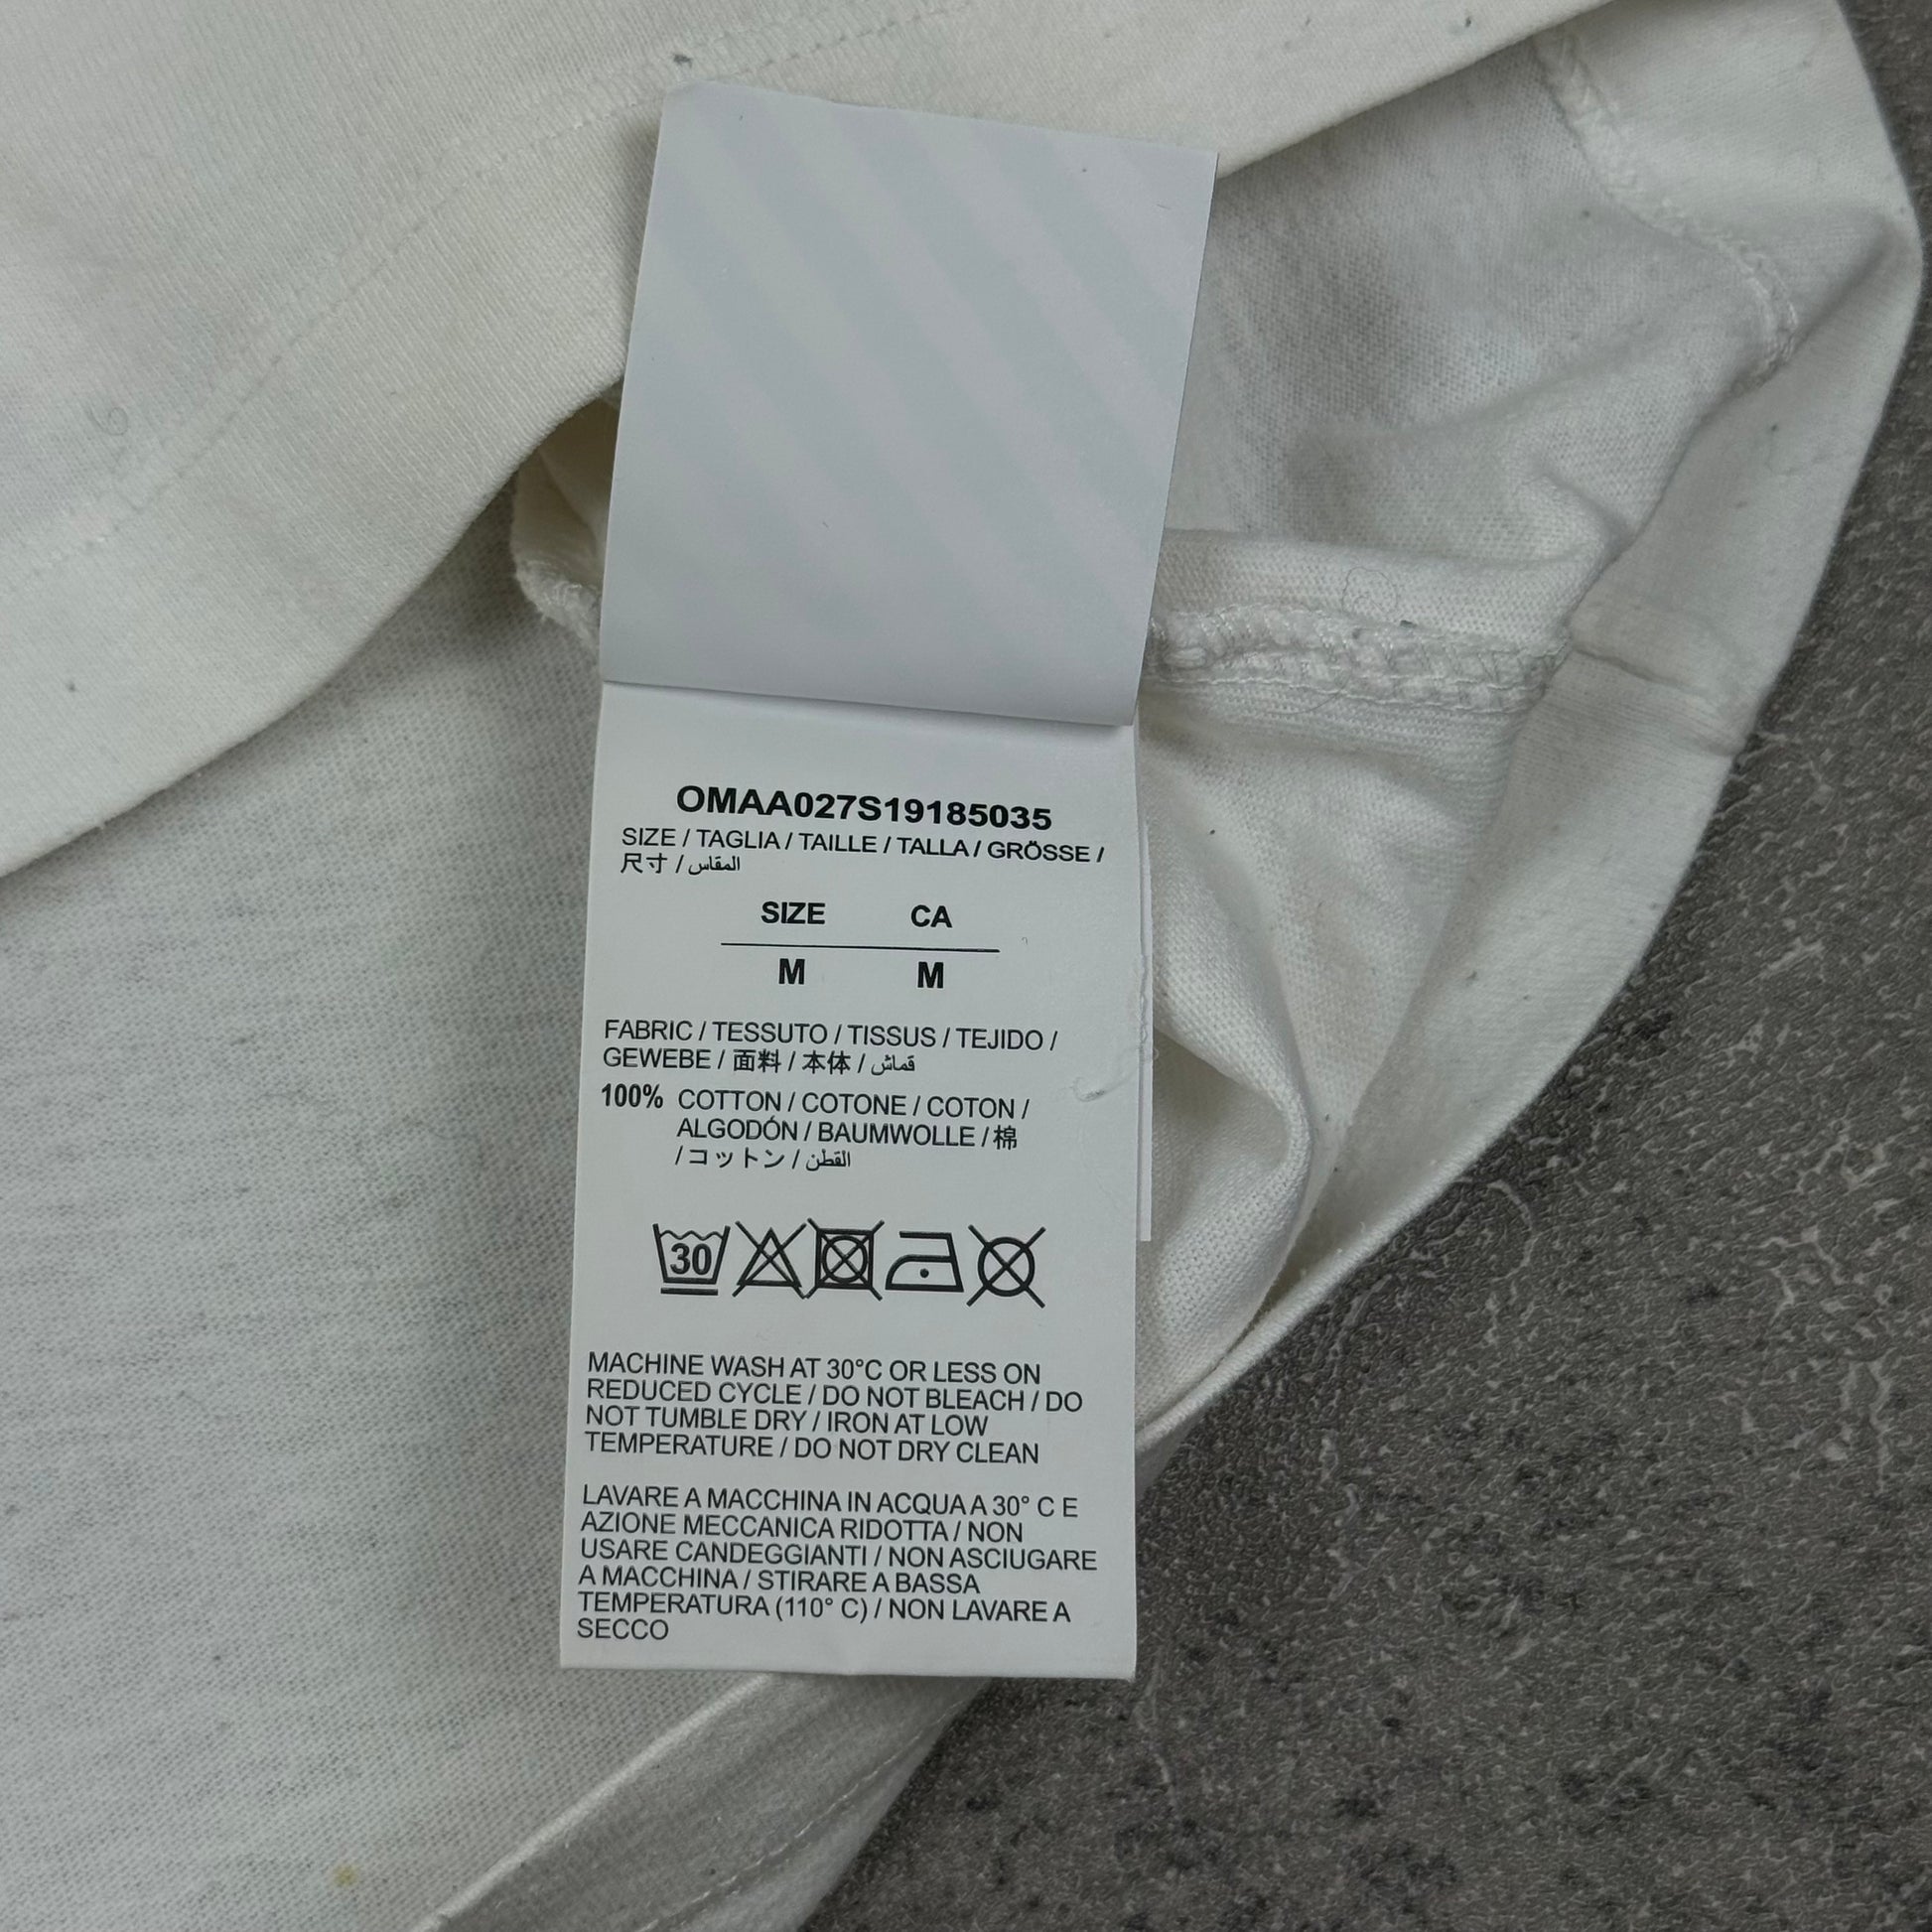 OMAA027S19185035
SIZE / TAGLIA / TAILLE / TALLA / GRÖSSE /
尺寸 / المقاس
SIZE CA
M M
FABRIC / TESSUTO / TISSUS / TEJIDO /
GEWEBE / 面料 / 本体 / قماش
100% COTTON / COTONE / COTON /
ALGODÓN / BAUMWOLLE / 棉
/ コットン / القطن
30
MACHINE WASH AT 30°C OR LESS ON
REDUCED CYCLE / DO NOT BLEACH / DO
NOT TUMBLE DRY / IRON AT LOW
TEMPERATURE / DO NOT DRY CLEAN
LAVARE A MACCHINA IN ACQUA A 30° C E
AZIONE MECCANICA RIDOTTA / NON
USARE CANDEGGIANTI / NON ASCIUGARE
A MACCHINA / STIRARE A BASSA
TEMPERATURA (110° C) / NON LAVARE A
SECCO